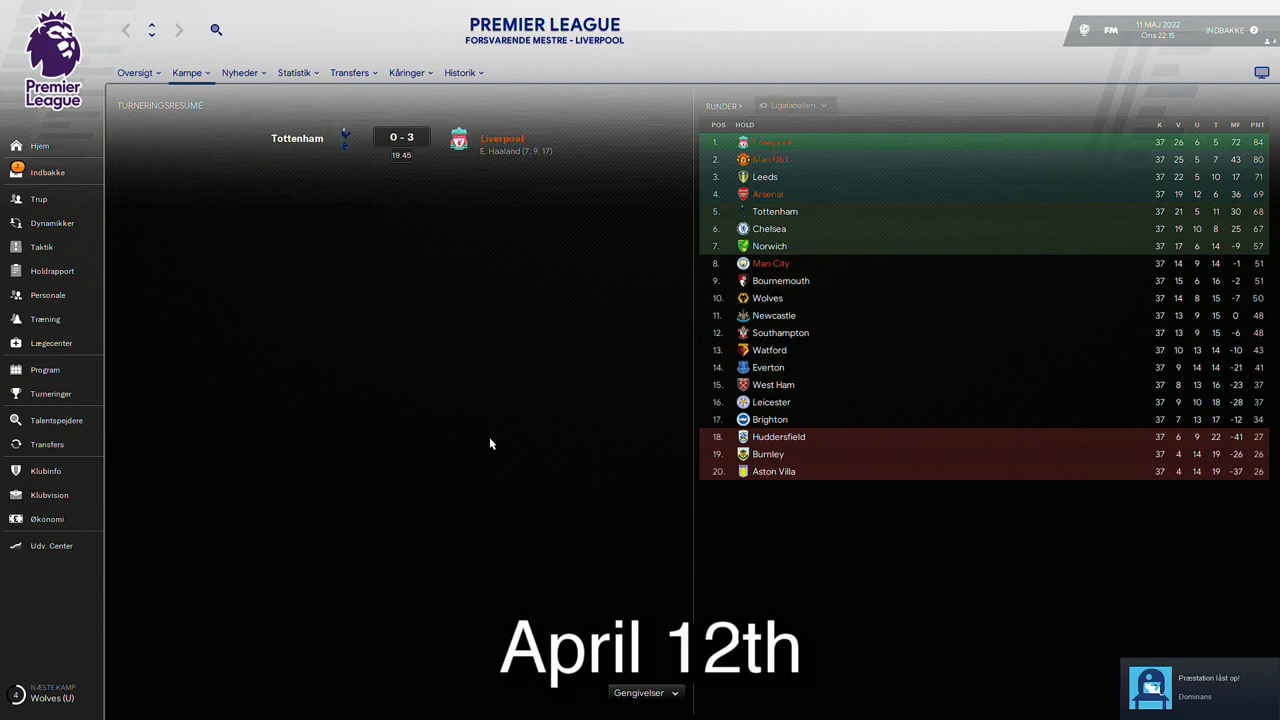 PREMIER LEAGUE
FORSVARENDE MESTRE - LIVERPOOL
Premier
League
FM
11 MAJ 2022
Ons 22:15
INDBAKKE
4
Oversigt
Kampe
Nyheder
Statistik
Transfers
Kåringer
Historik
TURNERINGSRESUMÉ
Tottenham 0 - 3 Liverpool
19:45
E. Haaland (7, 9, 17)
RUNDER
Ligatabellen
POS HOLD K V U T MF PNT
1. 37 26 6 5 72 84
2. Man Utd 37 25 5 7 43 80
3. Leeds 37 22 5 10 17 71
4. Arsenal 37 19 12 6 36 69
5. Tottenham 37 21 5 11 30 68
6. Chelsea 37 19 10 8 25 67
7. Norwich 37 17 6 14 -9 57
8. Man City 37 14 9 14 -1 51
9. Bournemouth 37 15 6 16 -2 51
10. Wolves 37 14 8 15 -7 50
11. Newcastle 37 13 9 15 0 48
12. Southampton 37 13 9 15 -6 48
13. Watford 37 10 13 14 -10 43
14. Everton 37 9 14 14 -21 41
15. West Ham 37 8 13 16 -23 37
16. Leicester 37 9 10 18 -28 37
17. Brighton 37 7 13 17 -12 34
18. Huddersfield 37 6 9 22 -41 27
19. Burnley 37 4 14 19 -26 26
20. Aston Villa 37 4 14 19 -37 26
Hjem
7
Indbakke
Trup
Dynamikker
Taktik
Holdrapport
Personale
Træning
Lægecenter
Program
Turneringer
Talentspejdere
Transfers
Klubinfo
Klubvision
Økonomi
Udv. Center
4
NÆSTE KAMP
Wolves (U)
April 12th
Gengivelser
Præstation låst op!
Dominans